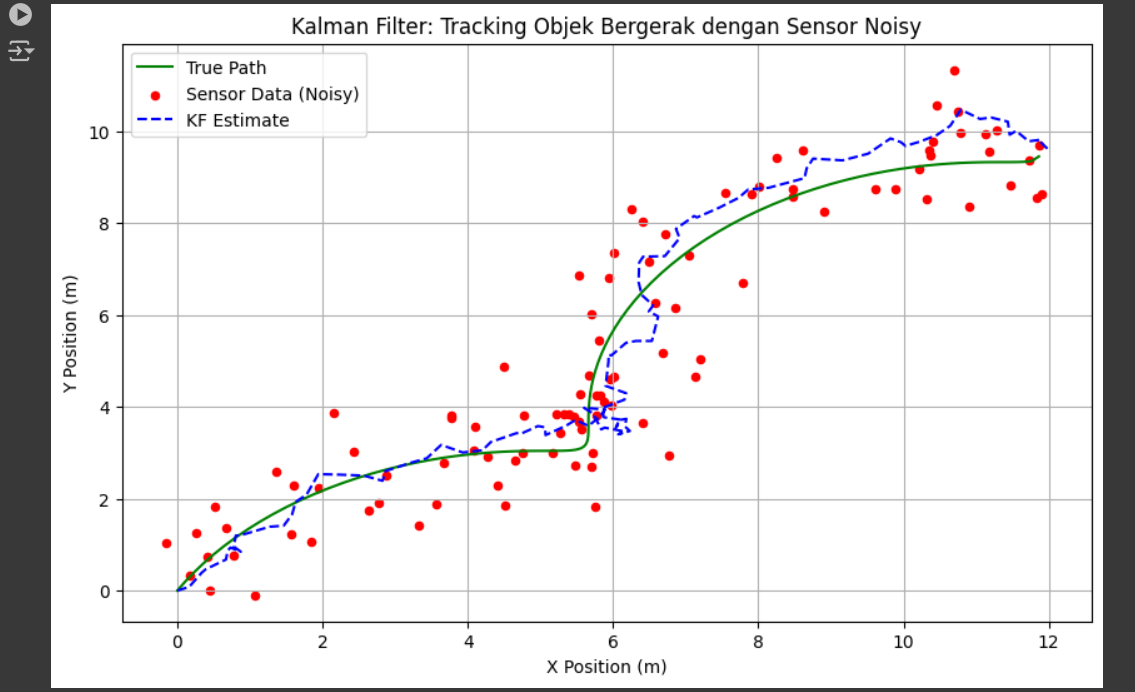 Kalman Filter: Tracking Objek Bergerak dengan Sensor Noisy
True Path
Sensor Data (Noisy)
KF Estimate
Y Position (m)
10
8
6
4
2
0
0 2 4 6 8 10 12
X Position (m)